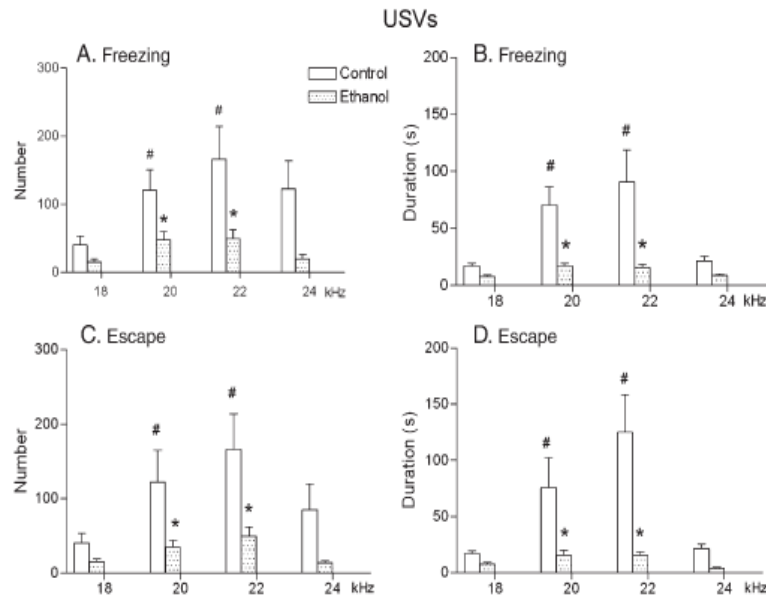 USVs
A. Freezing
Control
Ethanol
Number
300
200
100
0
#
#
*
*
18 20 22 24 kHz
B. Freezing
Duration (s)
200
150
100
50
0
#
#
*
*
18 20 22 24 kHz
C. Escape
Number
300
200
100
0
#
#
*
*
18 20 22 24 kHz
D. Escape
Duration (s)
200
150
100
50
0
#
#
*
*
18 20 22 24 kHz